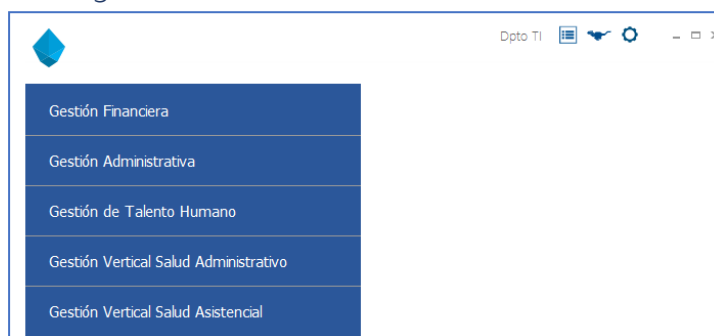 Dpto TI
Gestión Financiera
Gestión Administrativa
Gestión de Talento Humano
Gestión Vertical Salud Administrativo
Gestión Vertical Salud Asistencial